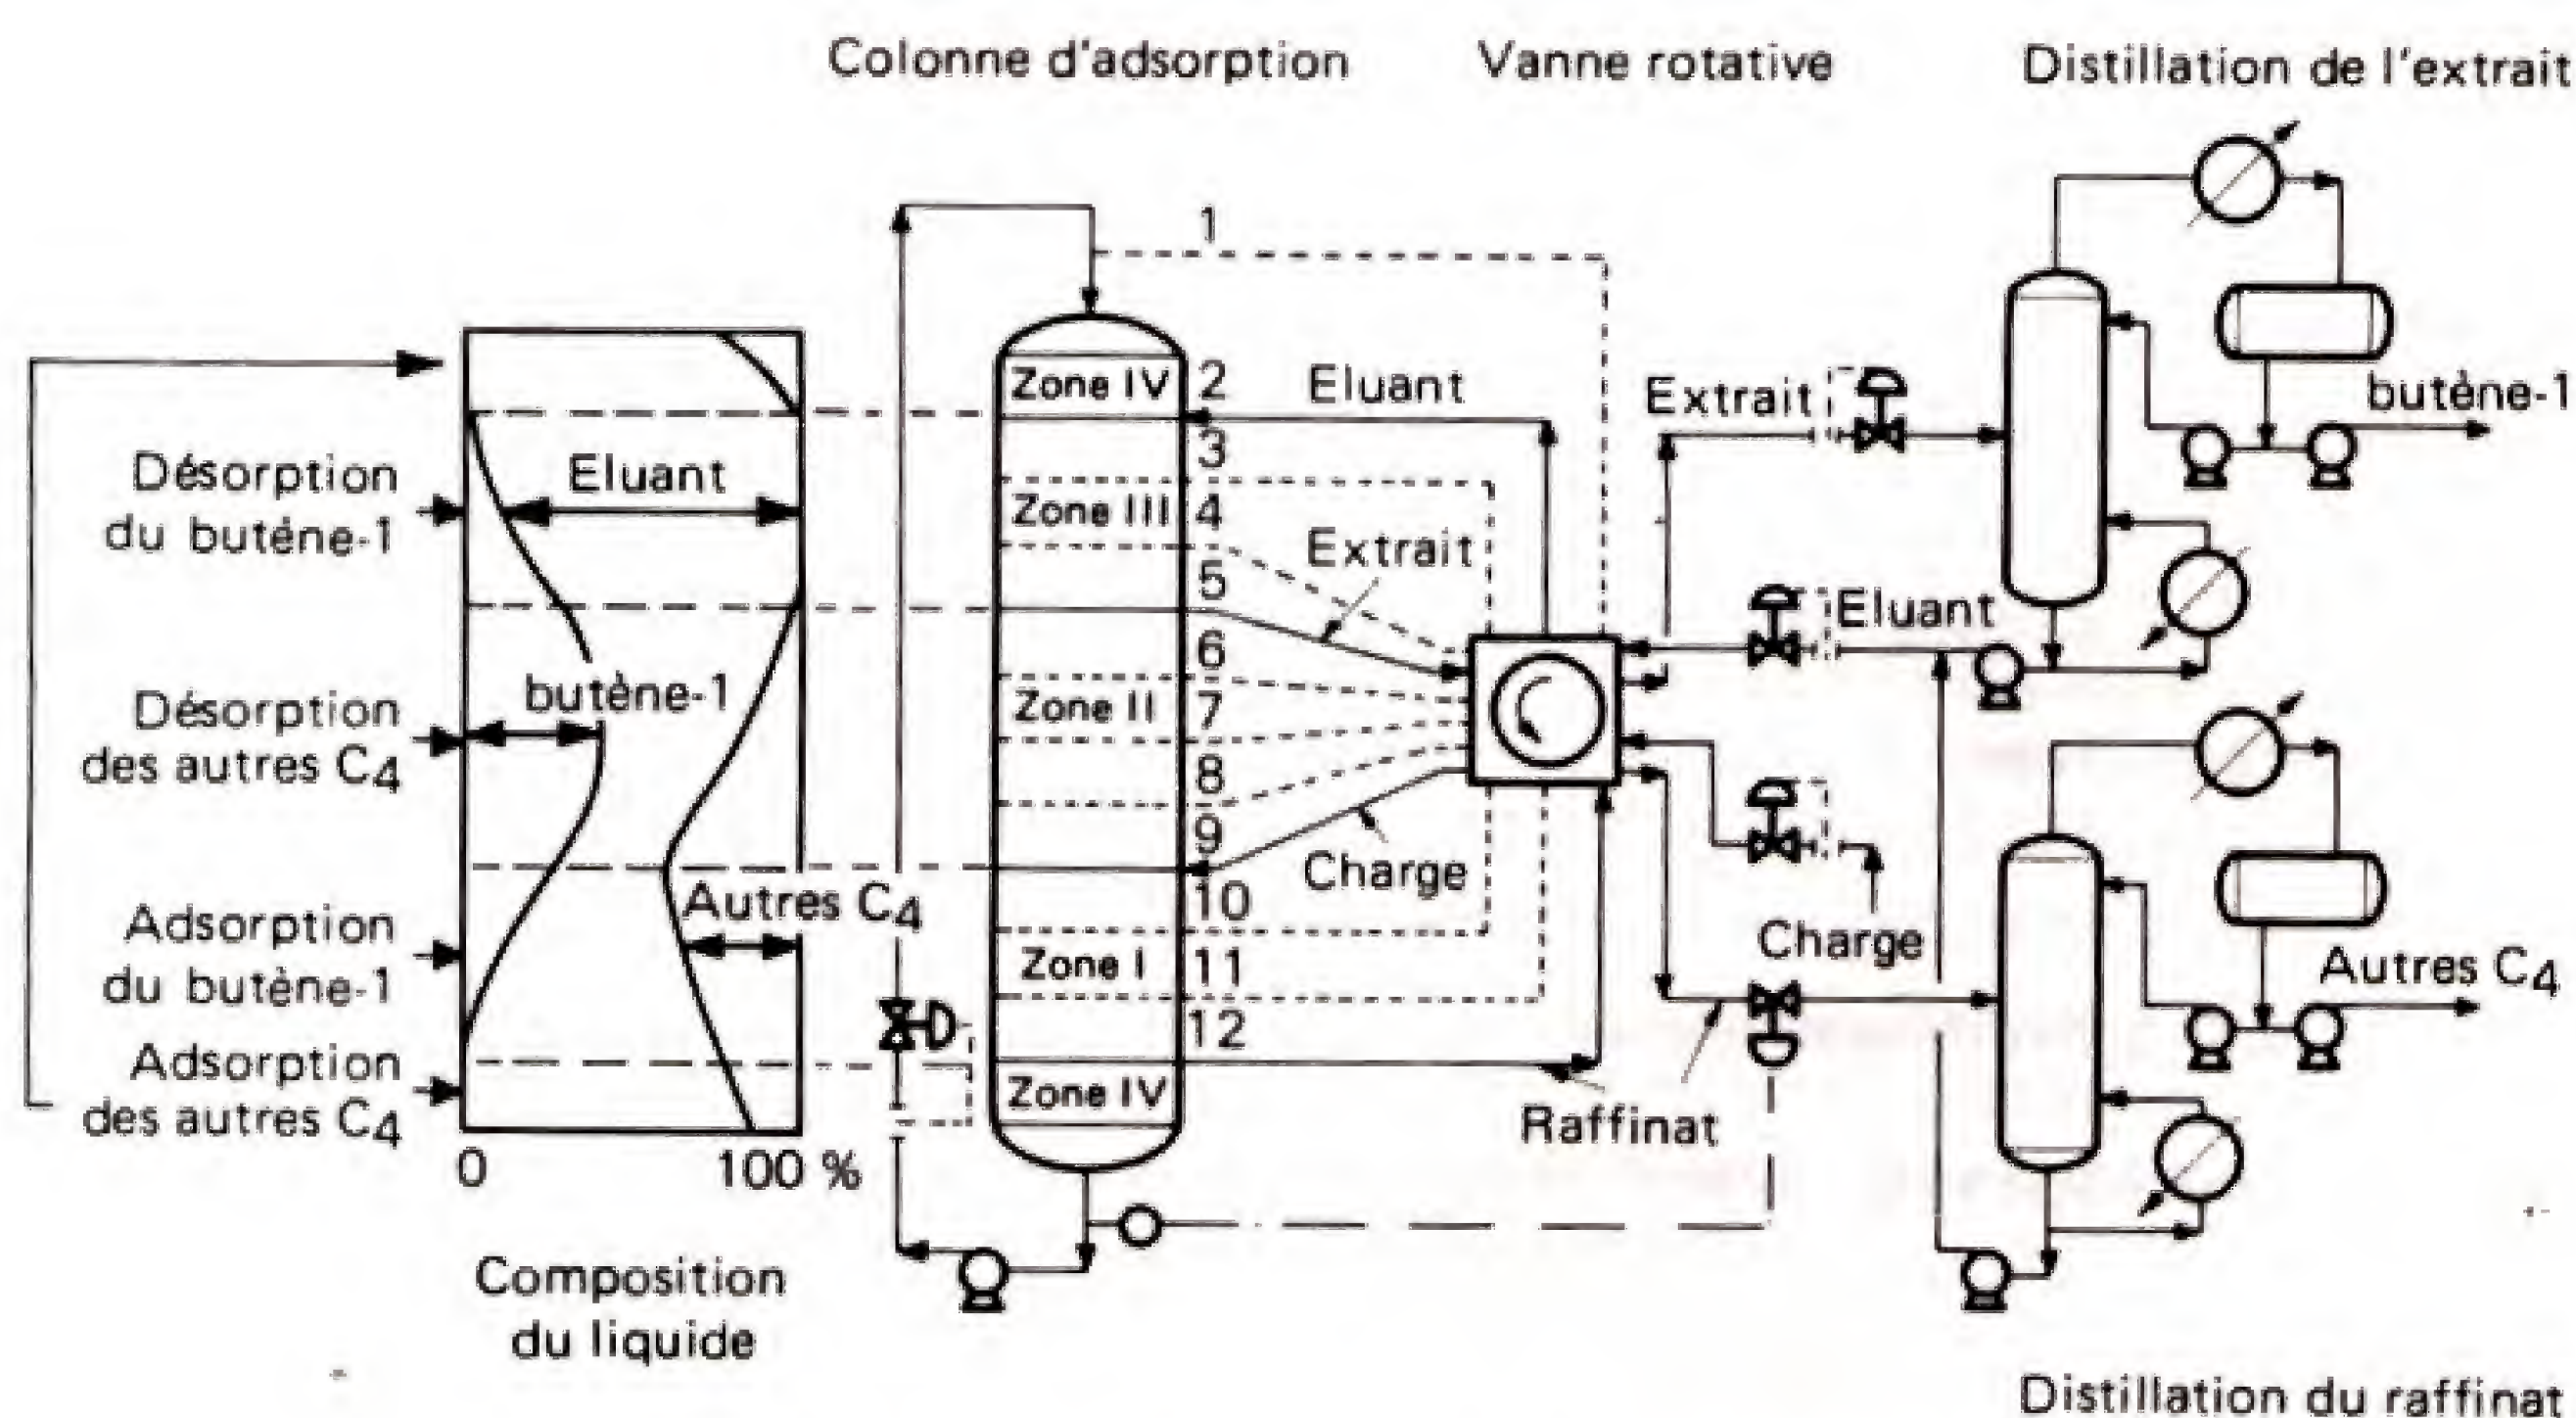 Colonne d'adsorption
Vanne rotative
Distillation de l'extrait
1
Zone IV
2
Eluant
Extrait
butène-1
3
Désorption
du butène-1
Eluant
Zone III
4
Extrait
5
Eluant
6
butène-1
Zone II
7
Désorption
des autres C4
8
9
Charge
Autres C4
10
Charge
Adsorption
du butène-1
Zone I
11
Autres C4
12
Adsorption
des autres C4
Zone IV
Raffinat
0
100 %
Composition
du liquide
Distillation du raffinat